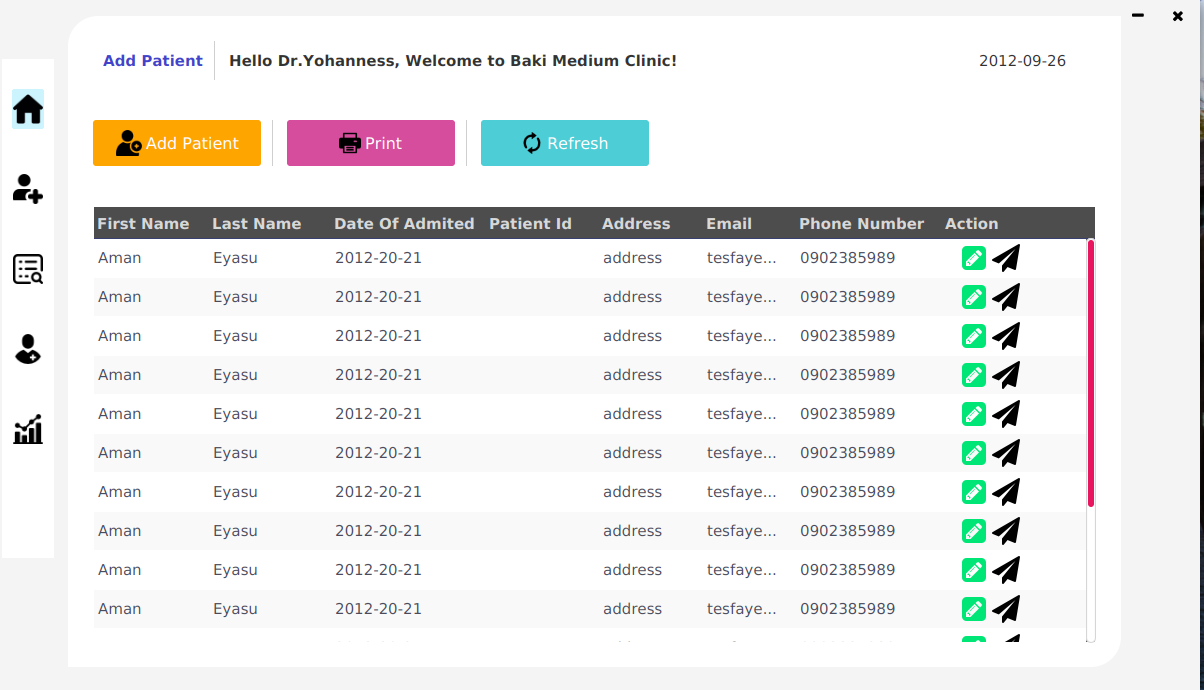 Add Patient Hello Dr.Yohanness, Welcome to Baki Medium Clinic! 2012-09-26
Add Patient Print Refresh
First Name Last Name Date Of Admited Patient Id Address Email Phone Number Action
Aman Eyasu 2012-20-21 address tesfaye... 0902385989
Aman Eyasu 2012-20-21 address tesfaye... 0902385989
Aman Eyasu 2012-20-21 address tesfaye... 0902385989
Aman Eyasu 2012-20-21 address tesfaye... 0902385989
Aman Eyasu 2012-20-21 address tesfaye... 0902385989
Aman Eyasu 2012-20-21 address tesfaye... 0902385989
Aman Eyasu 2012-20-21 address tesfaye... 0902385989
Aman Eyasu 2012-20-21 address tesfaye... 0902385989
Aman Eyasu 2012-20-21 address tesfaye... 0902385989
Aman Eyasu 2012-20-21 address tesfaye... 0902385989